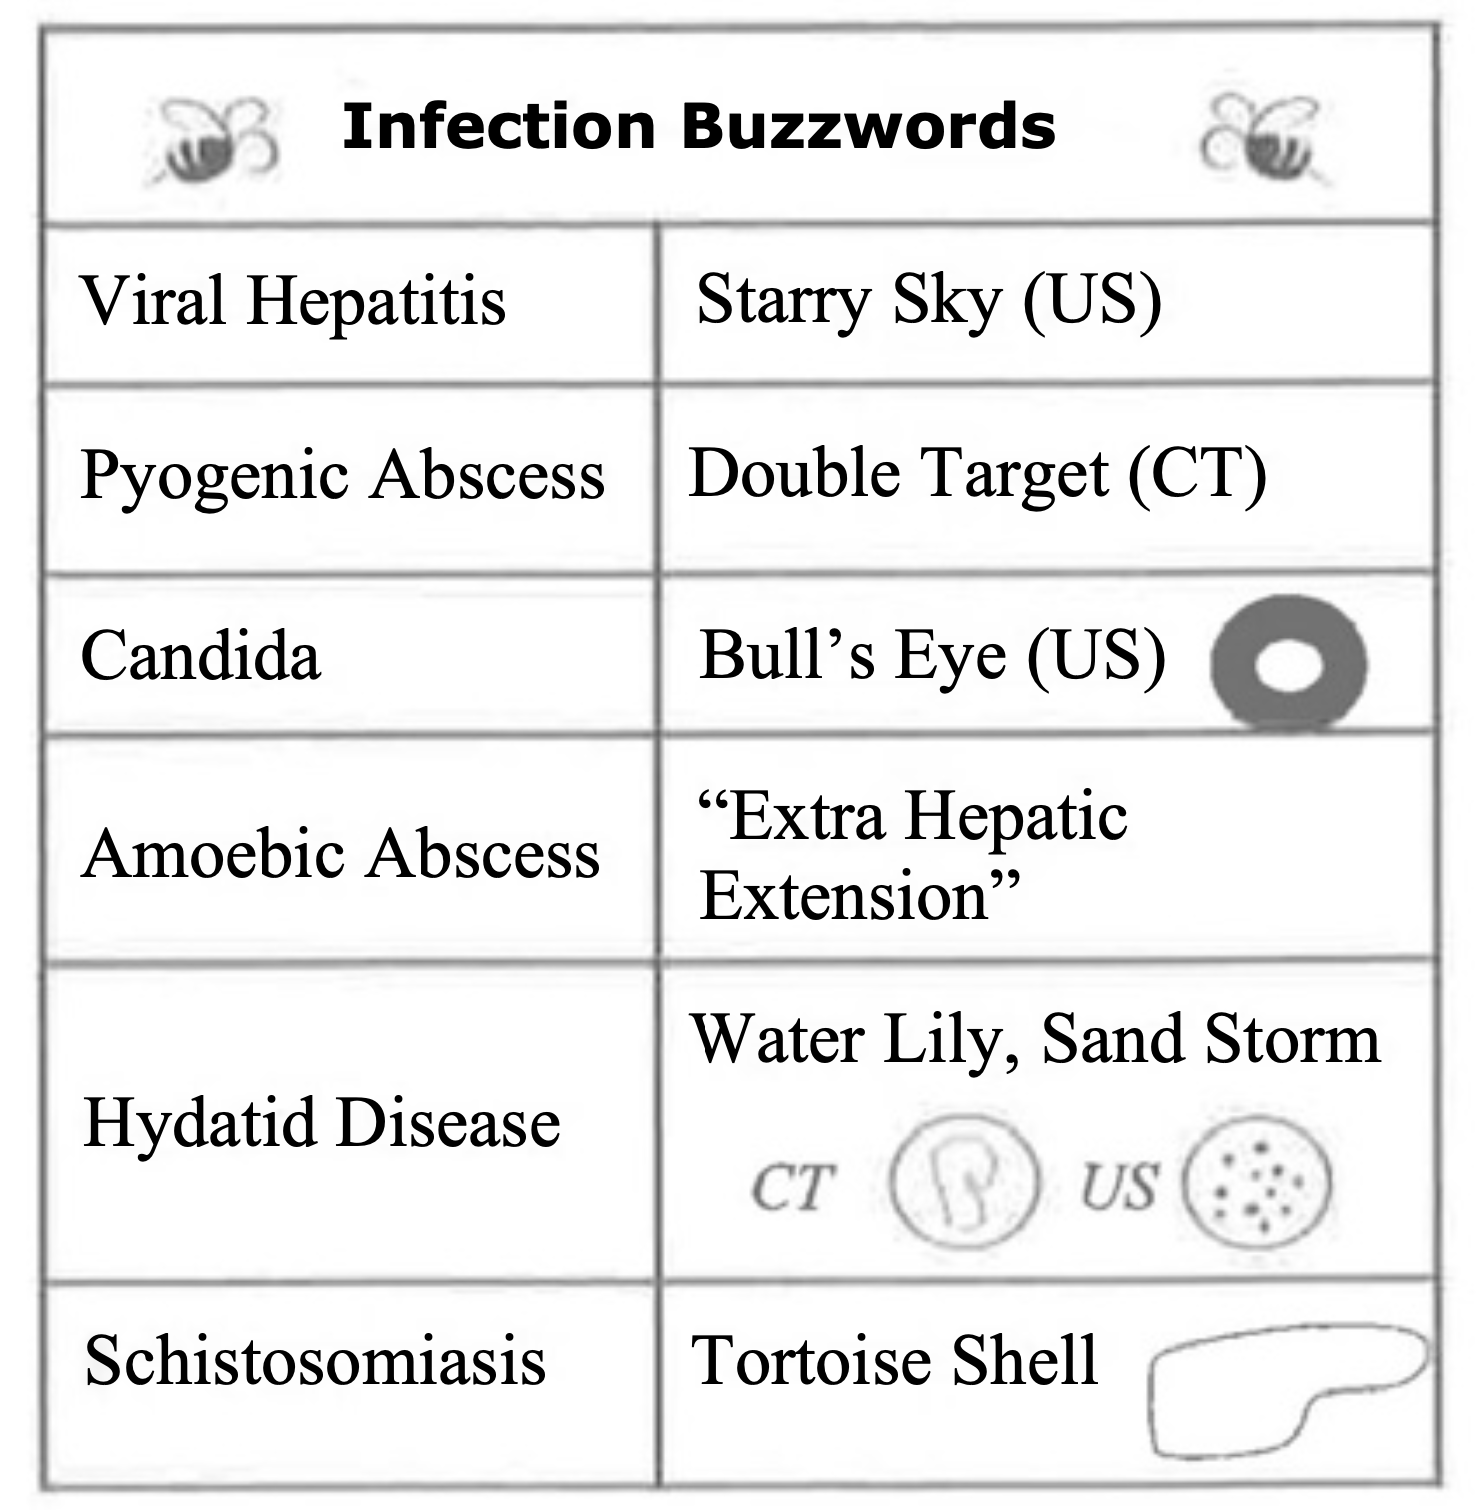 Infection Buzzwords
Viral Hepatitis
Starry Sky (US)
Pyogenic Abscess
Double Target (CT)
Candida
Bull’s Eye (US)
Amoebic Abscess
“Extra Hepatic
Extension”
Hydatid Disease
Water Lily, Sand Storm
CT
US
Schistosomiasis
Tortoise Shell